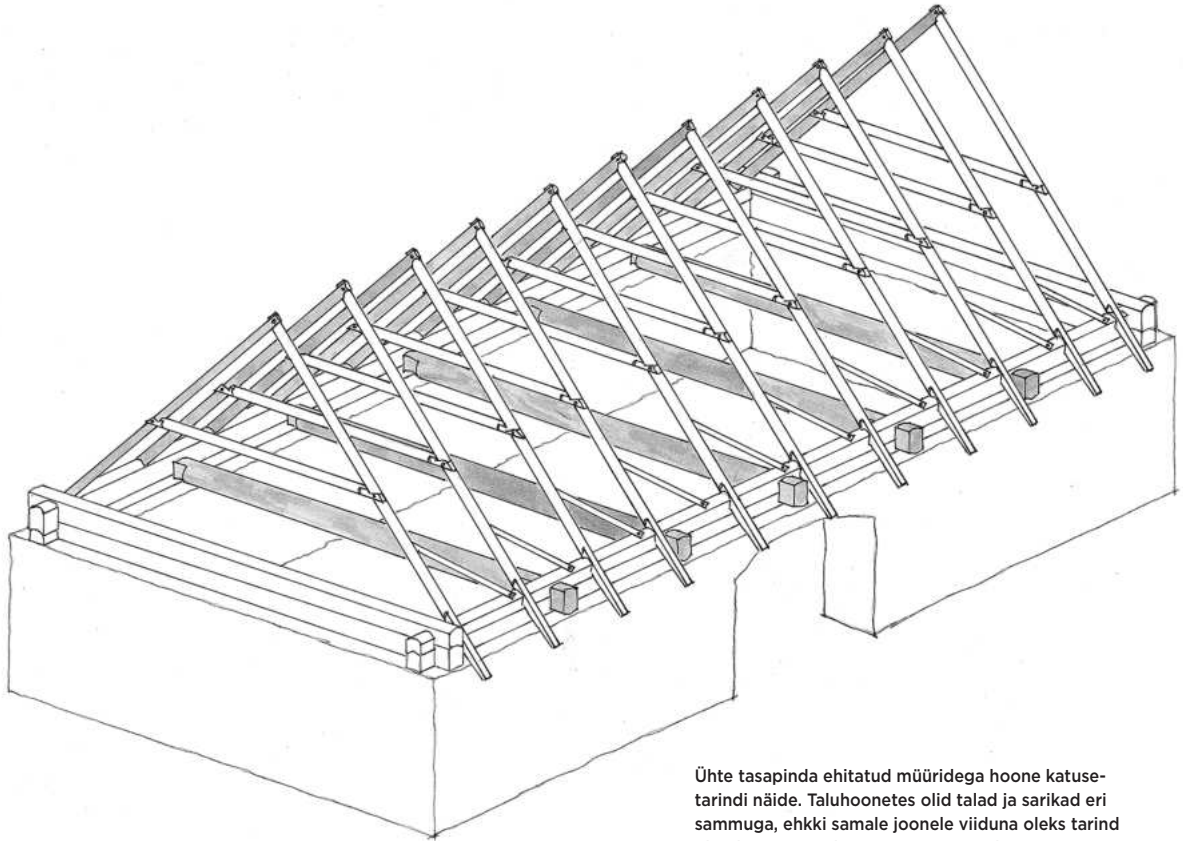 Ühte tasapinda ehitatud müüridega hoone katuse-
tarindi näide. Taluhoonetes olid talad ja sarikad eri
sammuga, ehkki samale joonele viiduna oleks tarind